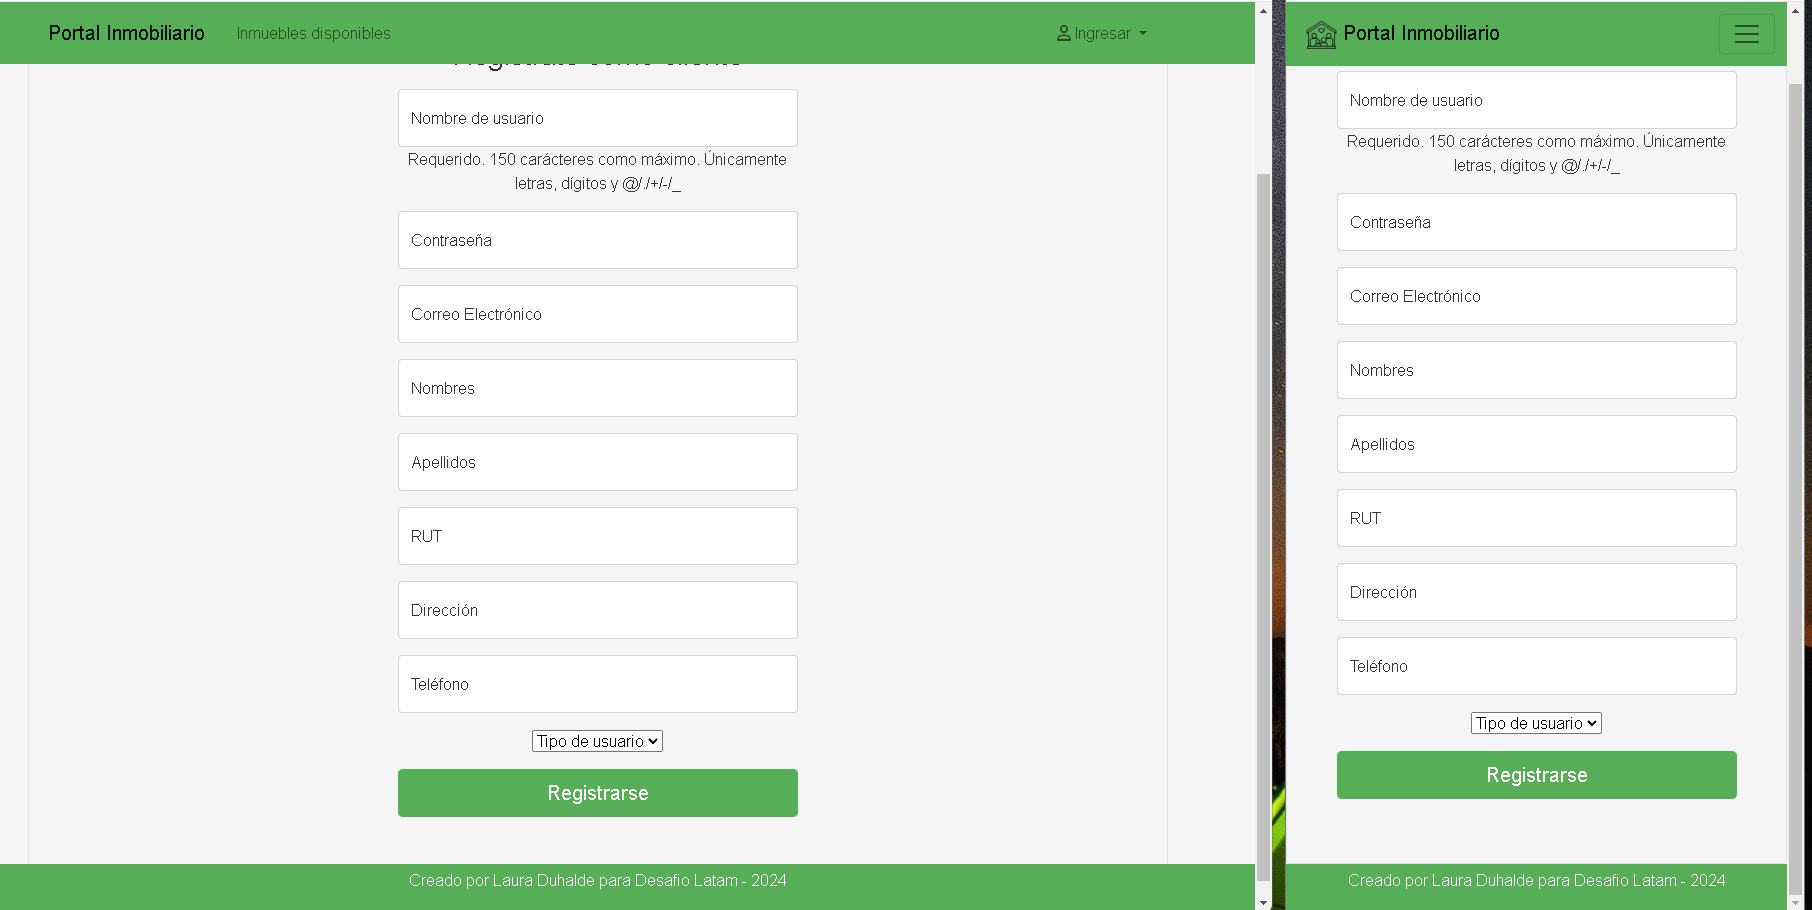 Portal Inmobiliario
Inmuebles disponibles
Ingresar
Regístrate como cliente
Nombre de usuario
Requerido. 150 carácteres como máximo. Únicamente
letras, dígitos y @/./+/-/_
Contraseña
Correo Electrónico
Nombres
Apellidos
RUT
Dirección
Teléfono
Tipo de usuario
Registrarse
Creado por Laura Duhalde para Desafio Latam - 2024
Portal Inmobiliario
Nombre de usuario
Requerido. 150 carácteres como máximo. Únicamente
letras, dígitos y @/./+/-/_
Contraseña
Correo Electrónico
Nombres
Apellidos
RUT
Dirección
Teléfono
Tipo de usuario
Registrarse
Creado por Laura Duhalde para Desafio Latam - 2024